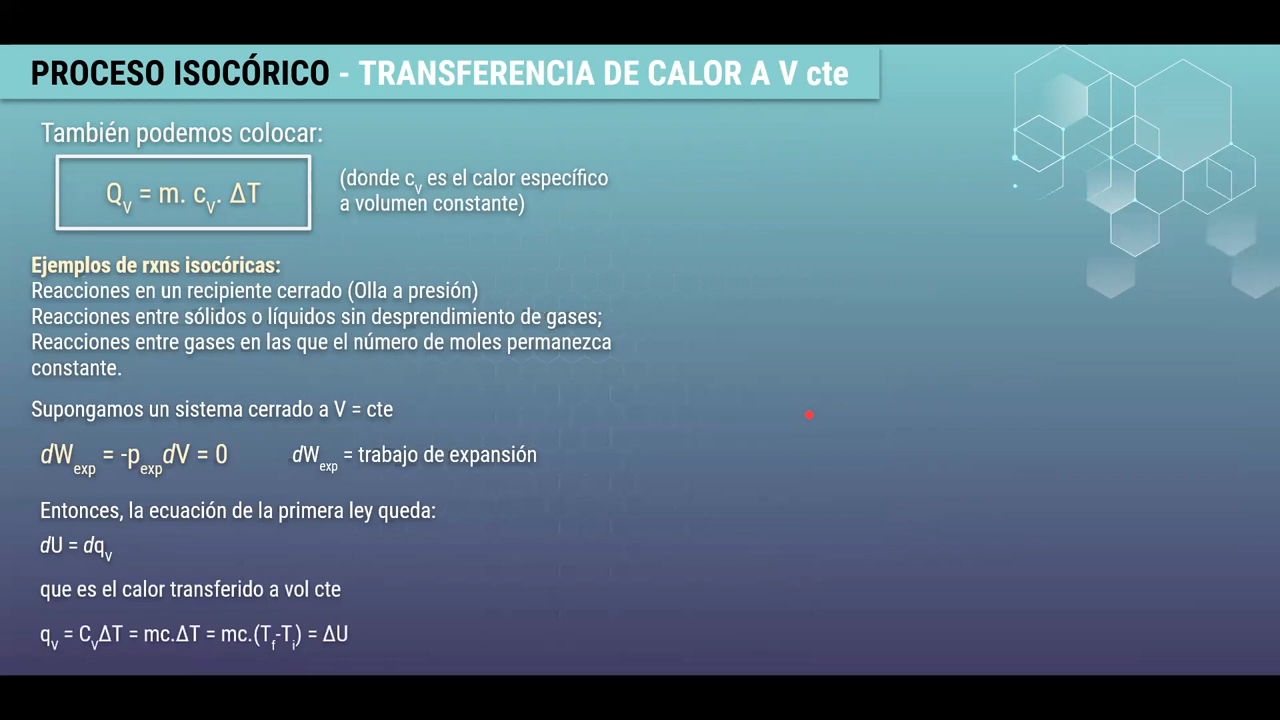 PROCESO ISOCÓRICO - TRANSFERENCIA DE CALOR A V cte
También podemos colocar:
Qv = m. cv. ΔT
(donde cv es el calor específico
a volumen constante)
Ejemplos de rxns isocóricas:
Reacciones en un recipiente cerrado (Olla a presión)
Reacciones entre sólidos o líquidos sin desprendimiento de gases;
Reacciones entre gases en las que el número de moles permanezca
constante.
Supongamos un sistema cerrado a V = cte
dWexp = -pexpdV = 0
dWexp = trabajo de expansión
Entonces, la ecuación de la primera ley queda:
dU = dqv
que es el calor transferido a vol cte
qv = CvΔT = mc.ΔT = mc.(Tf-Ti) = ΔU